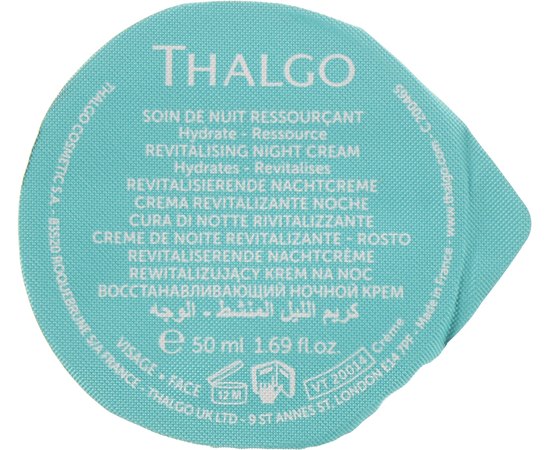 THALGO
SOIN DE NUIT RESSOURÇANT
Hydrate - Ressource
REVITALISING NIGHT CREAM
Hydrates - Revitalises
REVITALISIERENDE NACHTCREME
CREMA REVITALIZANTE NOCHE
CURA DI NOTTE RIVITALIZZANTE
CREME DE NOITE REVITALIZANTE - ROSTO
REVITALISERENDE NACHTCRÈME
REWITALIZUJĄCY KREM NA NOC
ВОССТАНАВЛИВАЮЩИЙ НОЧНОЙ КРЕМ
كريم الليل المنشط - الوجه
℮ 50 ml 1.69 fl.oz.
VISAGE - FACE
12 M
VT 20014
Crème
THALGO COSMETIC S.A. - 83520 ROQUEBRUNE S/A FRANCE - THALGO UK LTD - 9 ST ANNES ST, LONDON E14 7PF - Made in France - www.thalgo.com - C200465